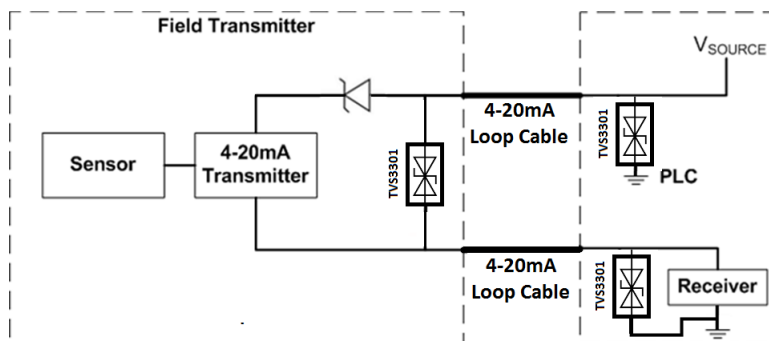 Field Transmitter
V_SOURCE
4-20mA
Loop Cable
TVS3301
PLC
Sensor
4-20mA
Transmitter
TVS3301
4-20mA
Loop Cable
TVS3301
Receiver